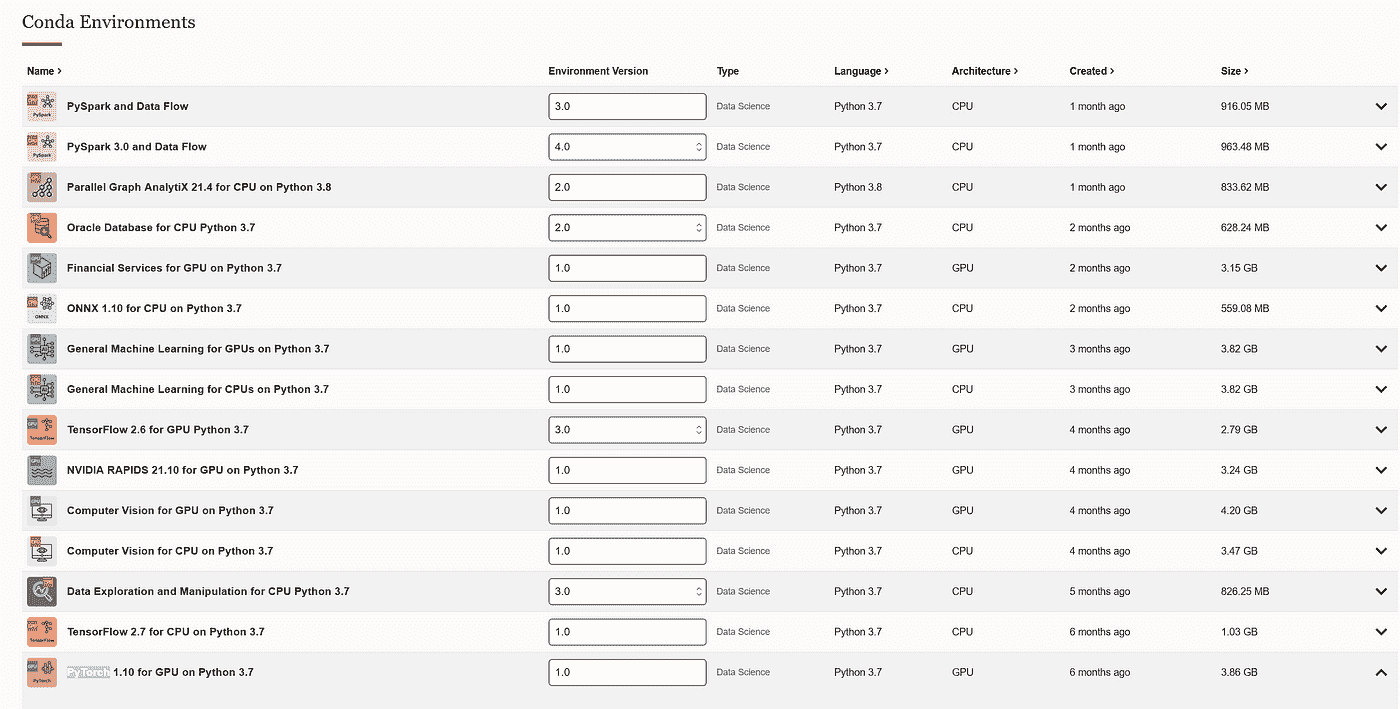 Conda Environments
Name Environment Version Type Language Architecture Created Size
PySpark PySpark and Data Flow 3.0 Data Science Python 3.7 CPU 1 month ago 916.05 MB
PySpark PySpark 3.0 and Data Flow 4.0 Data Science Python 3.7 CPU 1 month ago 963.48 MB
Parallel Graph AnalytiX 21.4 for CPU on Python 3.8 2.0 Data Science Python 3.8 CPU 1 month ago 833.62 MB
Oracle Database for CPU Python 3.7 2.0 Data Science Python 3.7 CPU 2 months ago 628.24 MB
Financial Services for GPU on Python 3.7 1.0 Data Science Python 3.7 GPU 2 months ago 3.15 GB
ONNX ONNX 1.10 for CPU on Python 3.7 1.0 Data Science Python 3.7 CPU 2 months ago 559.08 MB
General Machine Learning for GPUs on Python 3.7 1.0 Data Science Python 3.7 GPU 3 months ago 3.82 GB
General Machine Learning for CPUs on Python 3.7 1.0 Data Science Python 3.7 CPU 3 months ago 3.82 GB
TensorFlow TensorFlow 2.6 for GPU Python 3.7 3.0 Data Science Python 3.7 GPU 4 months ago 2.79 GB
NVIDIA RAPIDS 21.10 for GPU on Python 3.7 1.0 Data Science Python 3.7 GPU 4 months ago 3.24 GB
Computer Vision for GPU on Python 3.7 1.0 Data Science Python 3.7 GPU 4 months ago 4.20 GB
Computer Vision for CPU on Python 3.7 1.0 Data Science Python 3.7 CPU 4 months ago 3.47 GB
Data Exploration and Manipulation for CPU Python 3.7 3.0 Data Science Python 3.7 CPU 5 months ago 826.25 MB
TensorFlow TensorFlow 2.7 for CPU on Python 3.7 1.0 Data Science Python 3.7 CPU 6 months ago 1.03 GB
PyTorch PyTorch 1.10 for GPU on Python 3.7 1.0 Data Science Python 3.7 GPU 6 months ago 3.86 GB